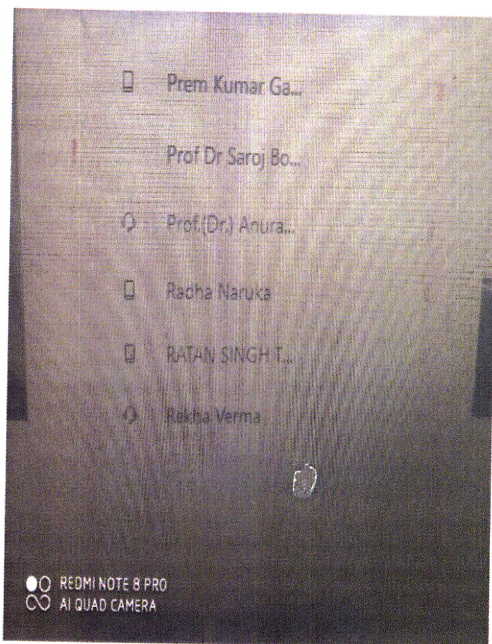 Prem Kumar Ga...
Prof Dr Saroj Bo...
Prof.(Dr.) Anura...
Radha Naruka
RATAN SINGH T...
Rekha Verma
REDMI NOTE 8 PRO
AI QUAD CAMERA